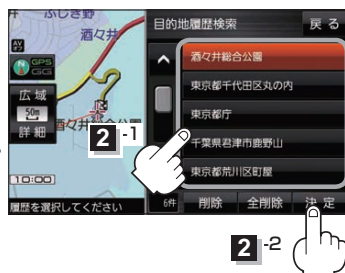 ふじき野
酒々井
目的地履歴検索
戻る
AV
オフ
GPS
GIG
広域
50m
詳細
10:00
履歴を選択してください
酒々井総合公園
東京都千代田区丸の内
東京都庁
千葉県君津市鹿野山
東京都荒川区町屋
6件
削除
全削除
決定
2 -1
2 -2